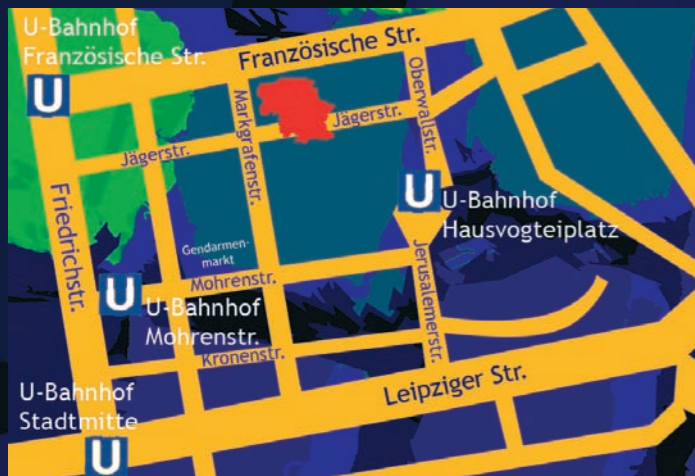 U-Bahnhof
Französische Str.
U
Französische Str.
Oberwallstr.
Markgrafenstr.
Jägerstr.
Jägerstr.
Friedrichstr.
U
U-Bahnhof
Hausvogteiplatz
Gendarmen-
markt
Mohrenstr.
Jerusalemerstr.
U
U-Bahnhof
Mohrenstr.
Kronenstr.
Leipziger Str.
U-Bahnhof
Stadtmitte
U